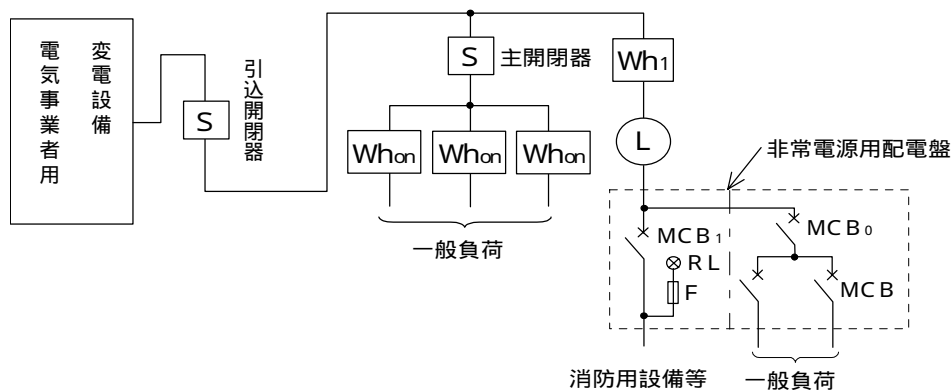 電気事業者用
変電設備
S
引込開閉器
S
主開閉器
Wh1
Whon
Whon
Whon
L
一般負荷
非常電源用配電盤
MCB1
MCB0
RL
F
MCB
消防用設備等
一般負荷